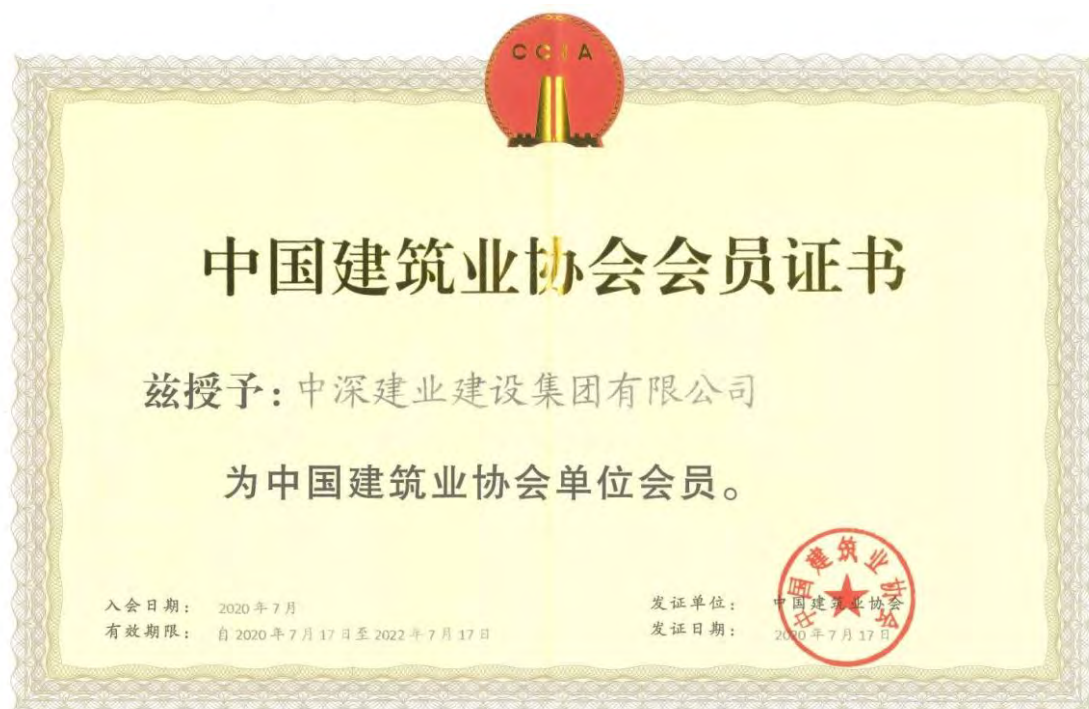 CCIA
中国建筑业协会会员证书
兹授予：中深建业建设集团有限公司
为中国建筑业协会单位会员。
入会日期： 2020年7月
有效期限： 自2020年7月17日至2022年7月17日
发证单位： 中国建筑业协会
发证日期： 2020年7月17日
中国建筑业协会